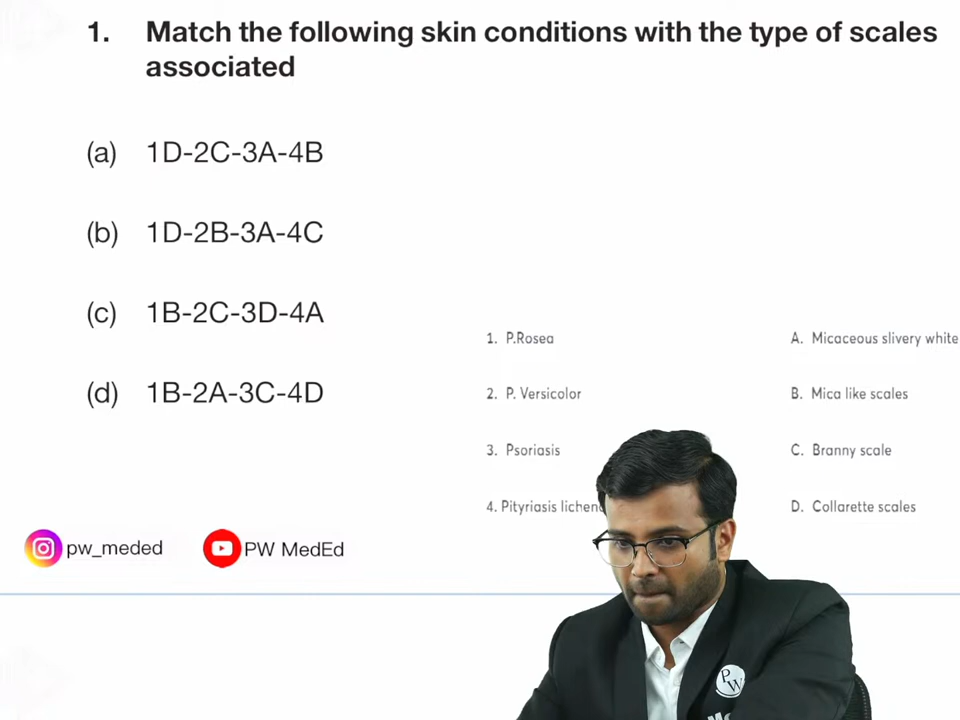 1. Match the following skin conditions with the type of scales
associated
(a) 1D-2C-3A-4B
(b) 1D-2B-3A-4C
(c) 1B-2C-3D-4A
(d) 1B-2A-3C-4D
1. P.Rosea
A. Micaceous slivery white
2. P. Versicolor
B. Mica like scales
3. Psoriasis
C. Branny scale
4. Pityriasis
D. Collarette scales
pw_meded
PW MedEd
PW